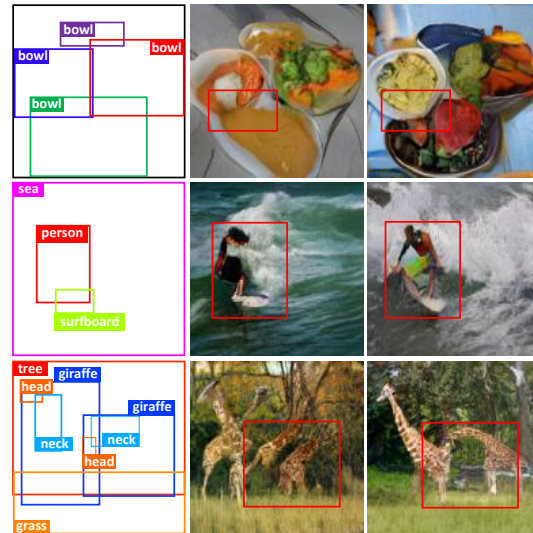 bowl
bowl
bowl
bowl
sea
person
surfboard
tree
giraffe
head
giraffe
neck
neck
head
grass